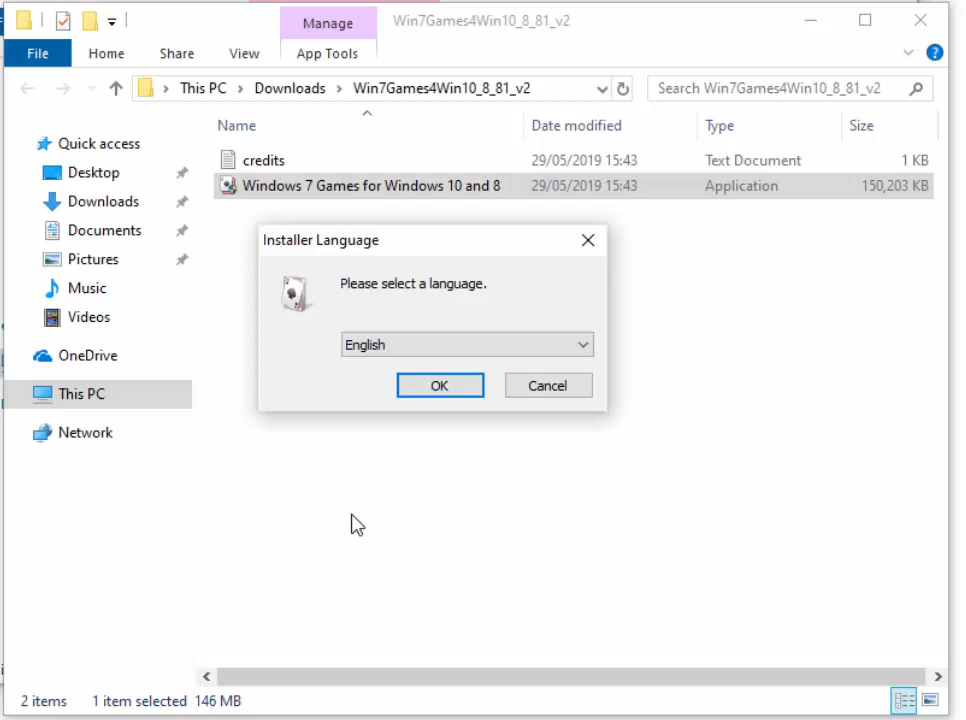 Manage
Win7Games4Win10_8_81_v2
File
Home
Share
View
App Tools
This PC
Downloads
Win7Games4Win10_8_81_v2
Search Win7Games4Win10_8_81_v2
Name
Date modified
Type
Size
credits
29/05/2019 15:43
Text Document
1 KB
Windows 7 Games for Windows 10 and 8
29/05/2019 15:43
Application
150,203 KB
Quick access
Desktop
Downloads
Documents
Pictures
Music
Videos
OneDrive
This PC
Network
Installer Language
Please select a language.
English
OK
Cancel
2 items
1 item selected 146 MB